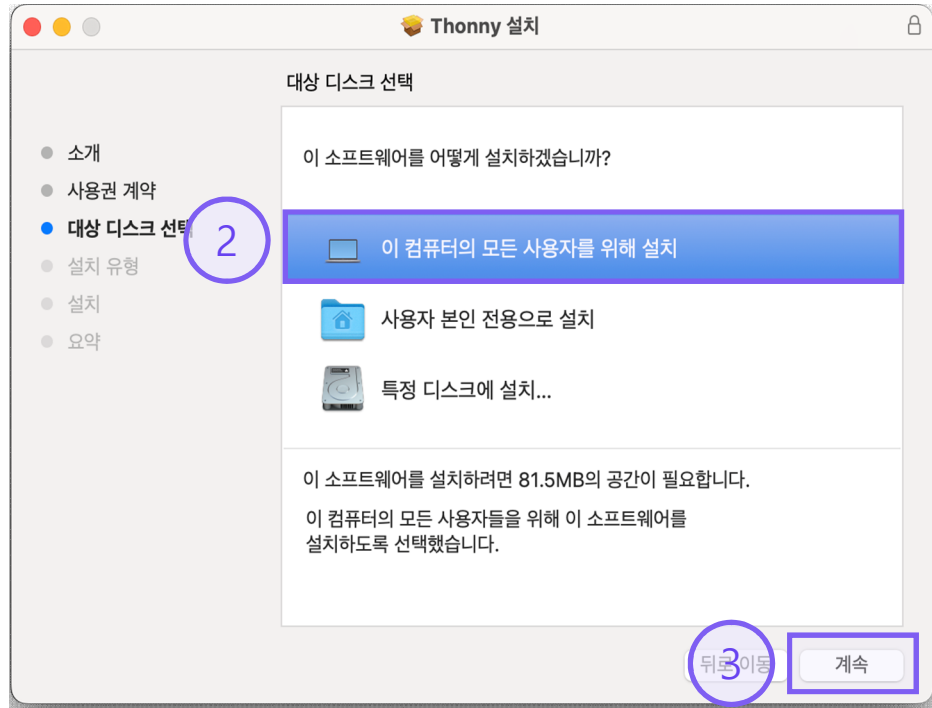 Thonny 설치
대상 디스크 선택
소개
사용권 계약
대상 디스크 선택
설치 유형
설치
요약
2
이 소프트웨어를 어떻게 설치하겠습니까?
이 컴퓨터의 모든 사용자를 위해 설치
사용자 본인 전용으로 설치
특정 디스크에 설치...
이 소프트웨어를 설치하려면 81.5MB의 공간이 필요합니다.
이 컴퓨터의 모든 사용자들을 위해 이 소프트웨어를
설치하도록 선택했습니다.
뒤로 이동
3
계속